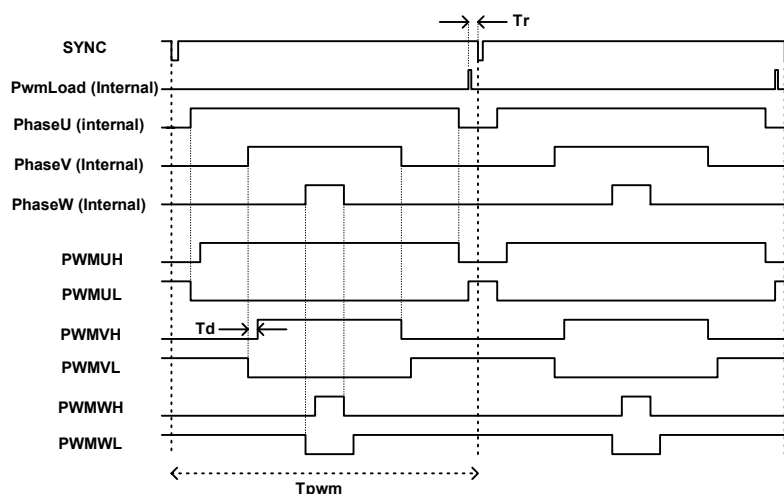 Tr
SYNC
PwmLoad (Internal)
PhaseU (internal)
PhaseV (Internal)
PhaseW (Internal)
PWMUH
PWMUL
Td
PWMVH
PWMVL
PWMWH
PWMWL
Tpwm